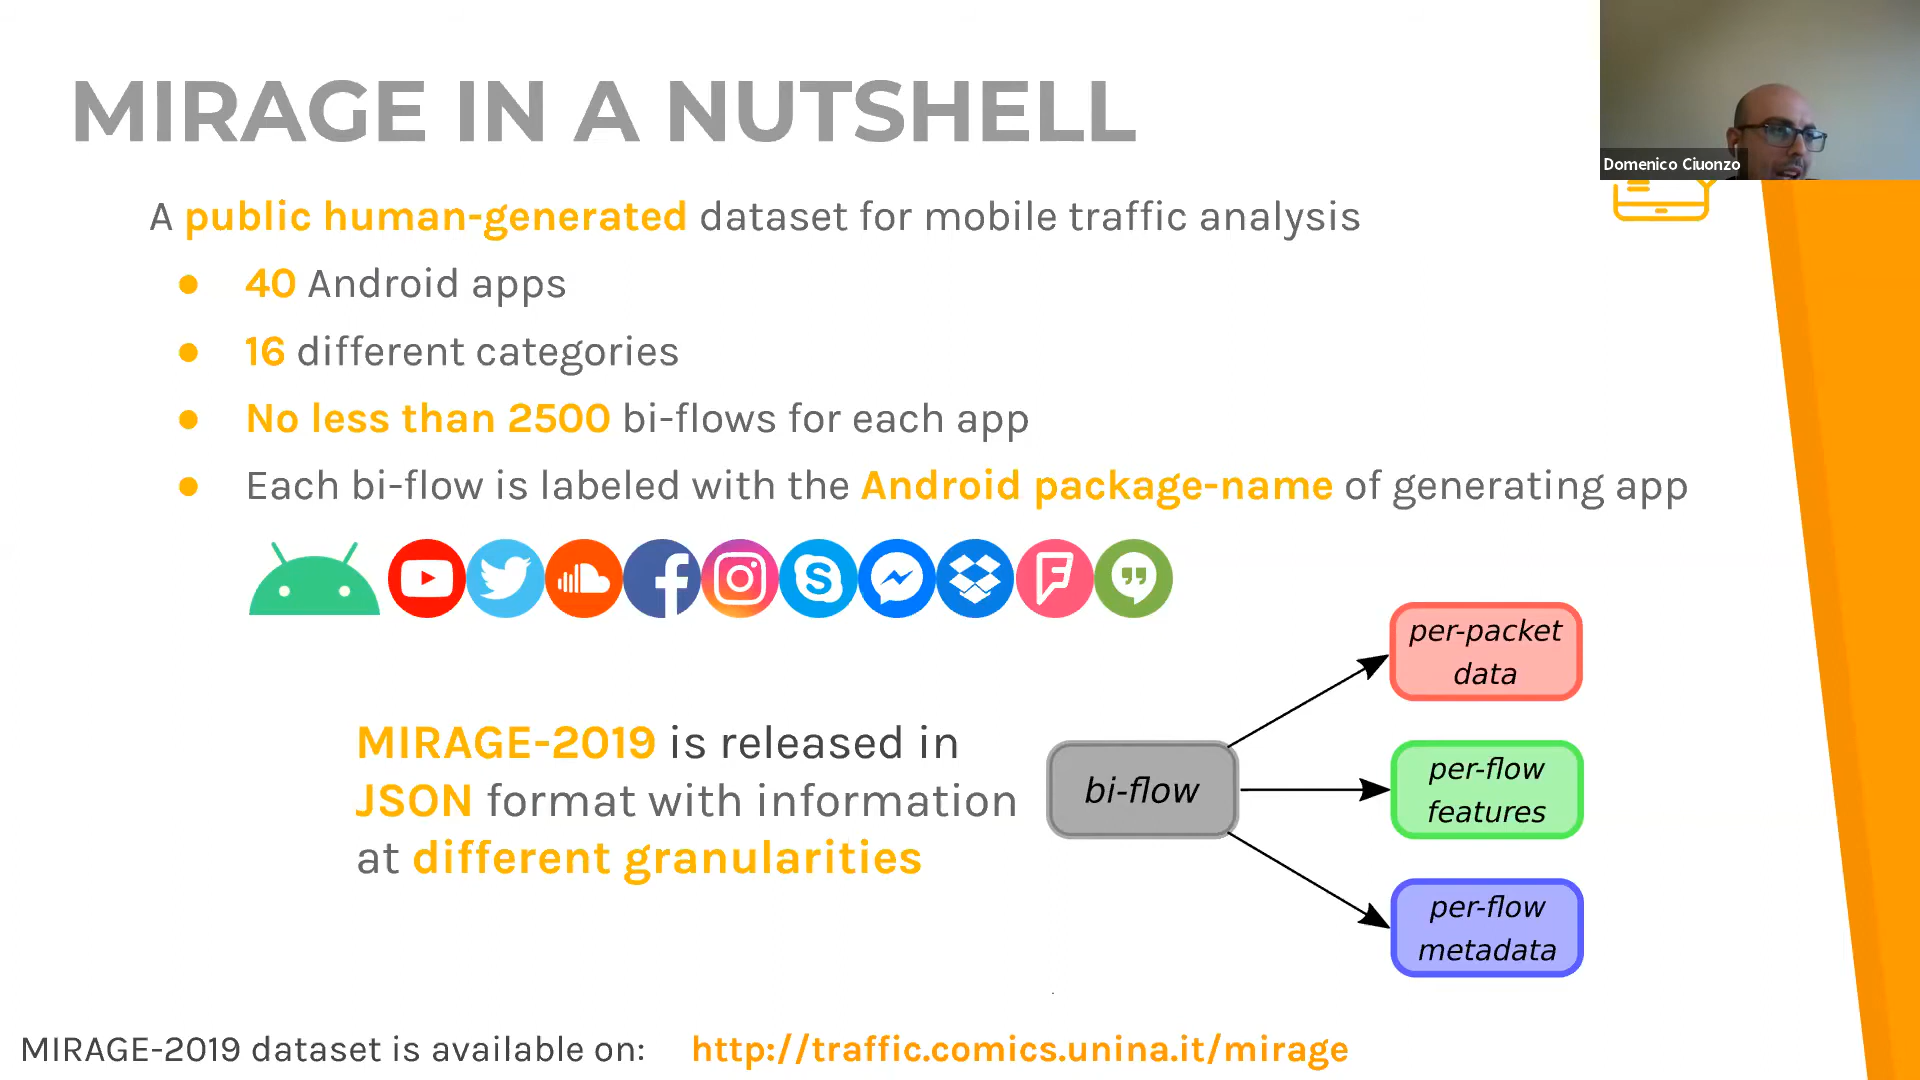 MIRAGE IN A NUTSHELL
Domenico Ciuonzo
A public human-generated dataset for mobile traffic analysis
40 Android apps
16 different categories
No less than 2500 bi-flows for each app
Each bi-flow is labeled with the Android package-name of generating app
MIRAGE-2019 is released in
JSON format with information
at different granularities
bi-flow
per-packet
data
per-flow
features
per-flow
metadata
MIRAGE-2019 dataset is available on: http://traffic.comics.unina.it/mirage